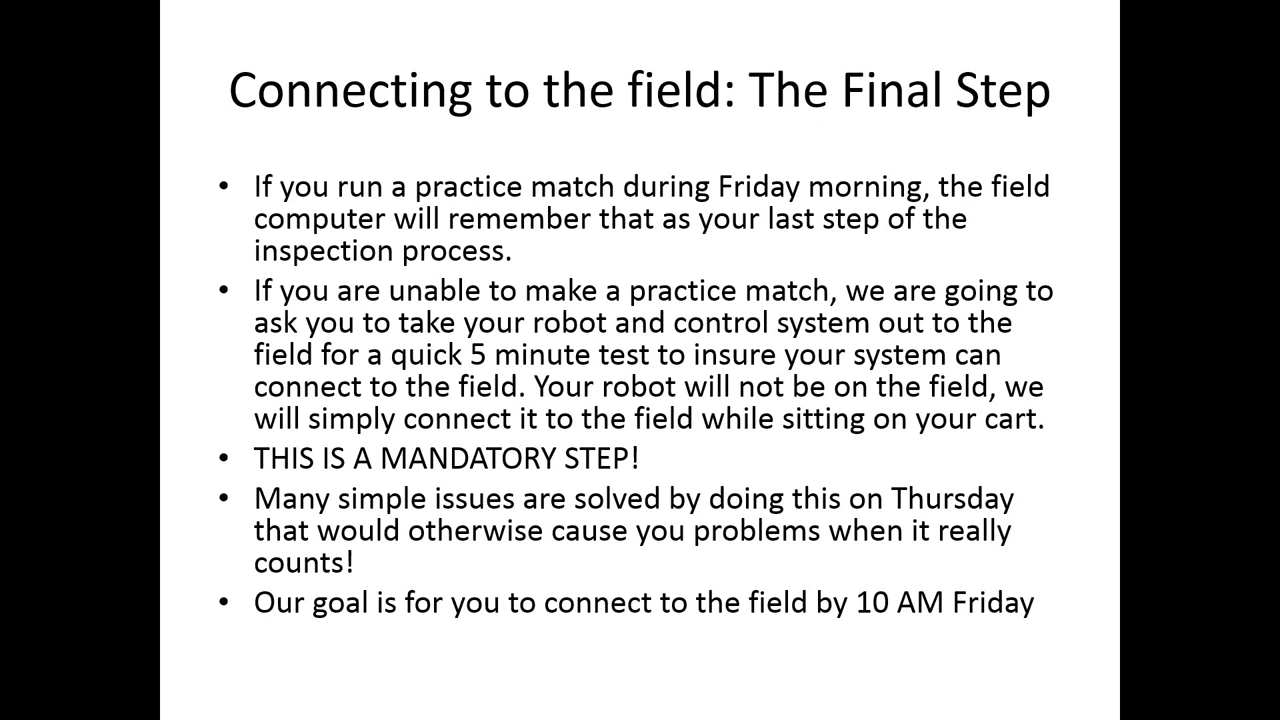 Connecting to the field: The Final Step
• If you run a practice match during Friday morning, the field
computer will remember that as your last step of the
inspection process.
• If you are unable to make a practice match, we are going to
ask you to take your robot and control system out to the
field for a quick 5 minute test to insure your system can
connect to the field. Your robot will not be on the field, we
will simply connect it to the field while sitting on your cart.
• THIS IS A MANDATORY STEP!
• Many simple issues are solved by doing this on Thursday
that would otherwise cause you problems when it really
counts!
• Our goal is for you to connect to the field by 10 AM Friday